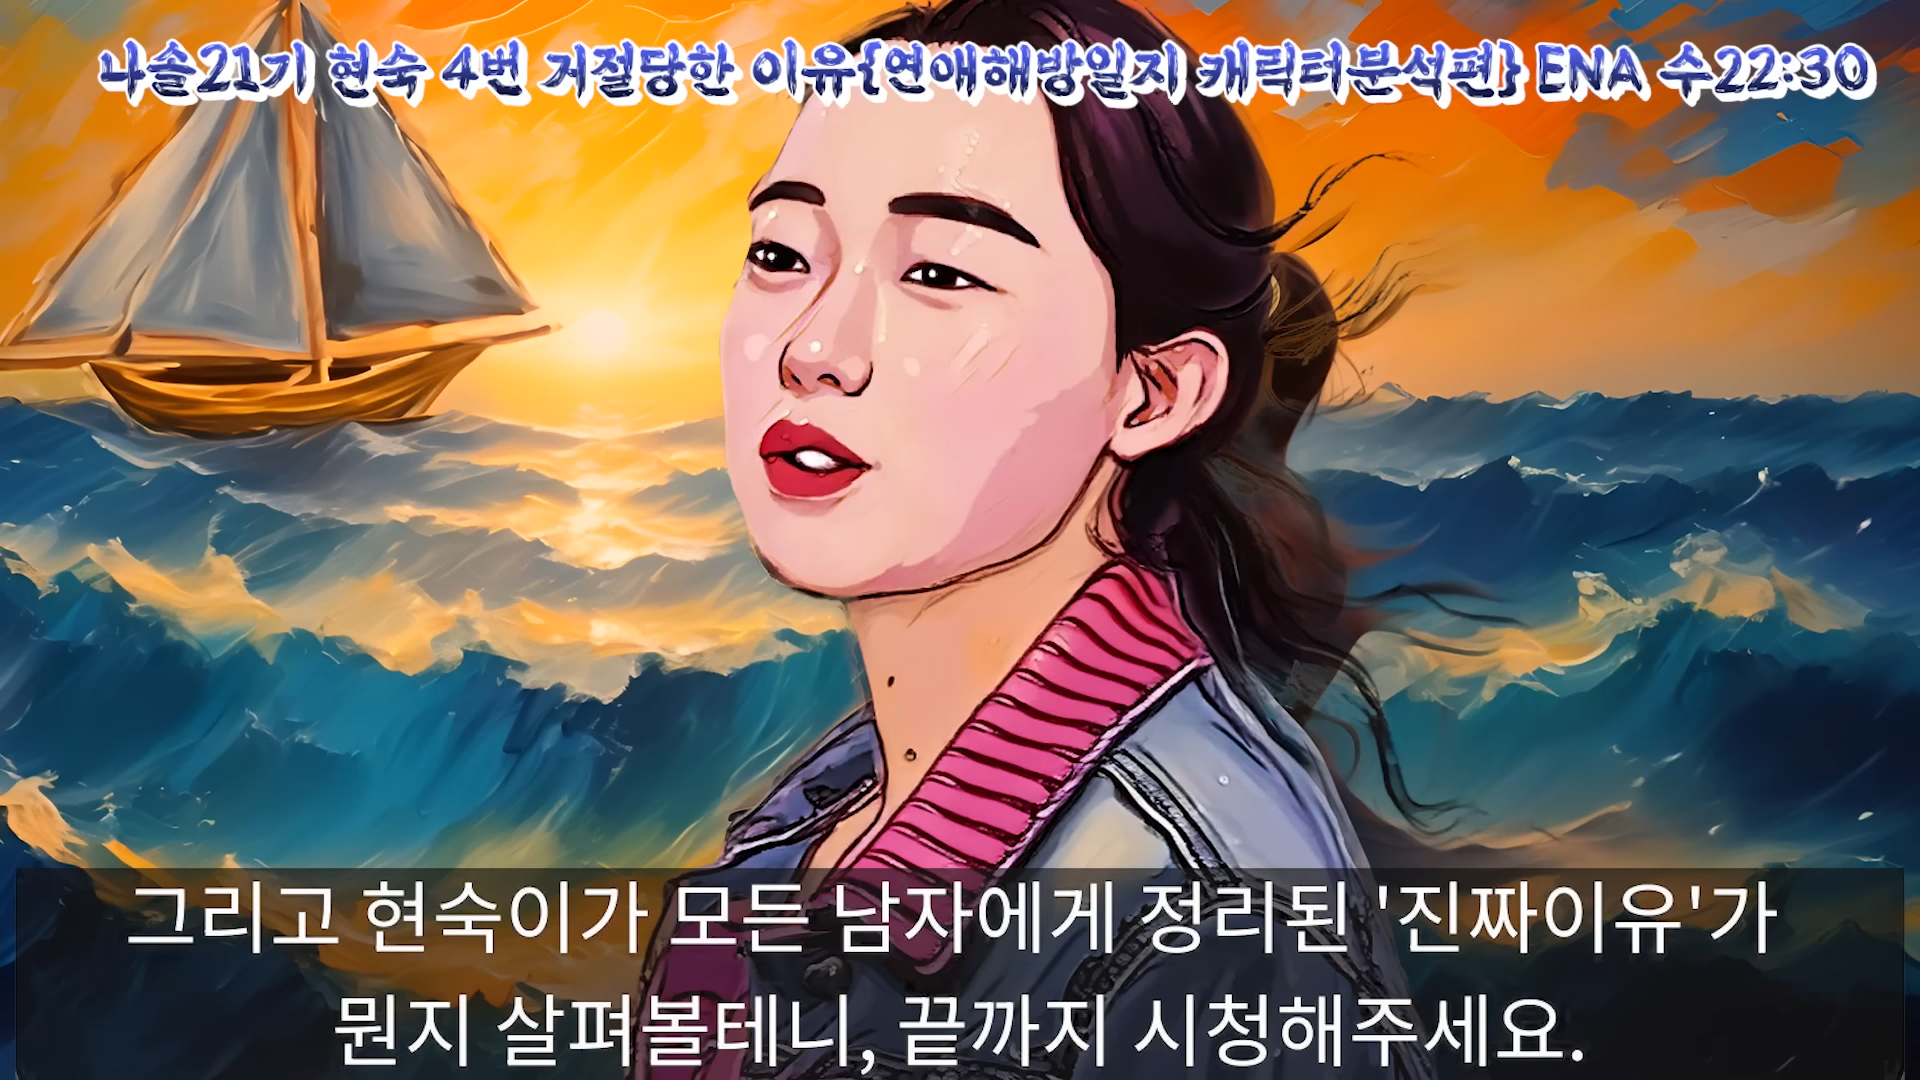 나솔21기 현숙 4번 거절당한 이유{연애해방일지 캐릭터분석편} ENA 수22:30
그리고 현숙이가 모든 남자에게 정리된 '진짜이유'가
뭔지 살펴볼테니, 끝까지 시청해주세요.